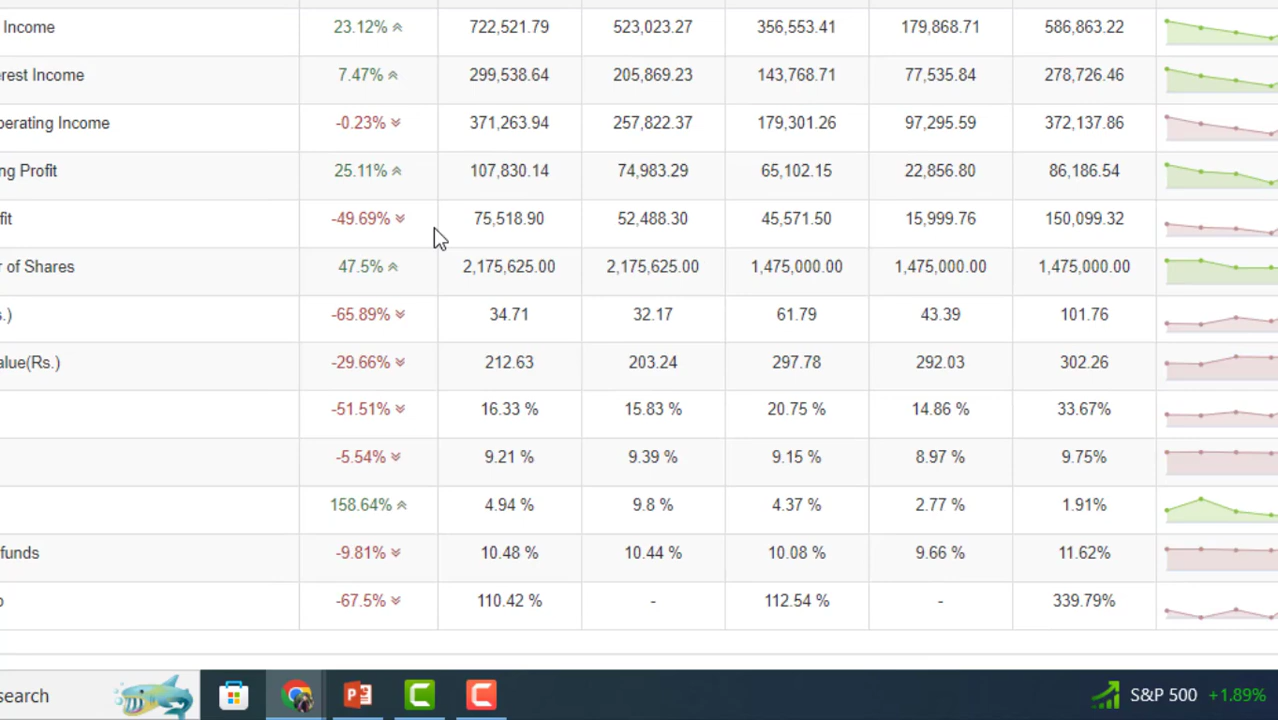 Income 23.12% 722,521.79 523,023.27 356,553.41 179,868.71 586,863.22
erest Income 7.47% 299,538.64 205,869.23 143,768.71 77,535.84 278,726.46
perating Income -0.23% 371,263.94 257,822.37 179,301.26 97,295.59 372,137.86
ng Profit 25.11% 107,830.14 74,983.29 65,102.15 22,856.80 86,186.54
fit -49.69% 75,518.90 52,488.30 45,571.50 15,999.76 150,099.32
r of Shares 47.5% 2,175,625.00 2,175,625.00 1,475,000.00 1,475,000.00 1,475,000.00
s.) -65.89% 34.71 32.17 61.79 43.39 101.76
alue(Rs.) -29.66% 212.63 203.24 297.78 292.03 302.26
-51.51% 16.33 % 15.83 % 20.75 % 14.86 % 33.67%
-5.54% 9.21 % 9.39 % 9.15 % 8.97 % 9.75%
158.64% 4.94 % 9.8 % 4.37 % 2.77 % 1.91%
funds -9.81% 10.48 % 10.44 % 10.08 % 9.66 % 11.62%
o -67.5% 110.42 % - 112.54 % - 339.79%
search S&P 500 +1.89%